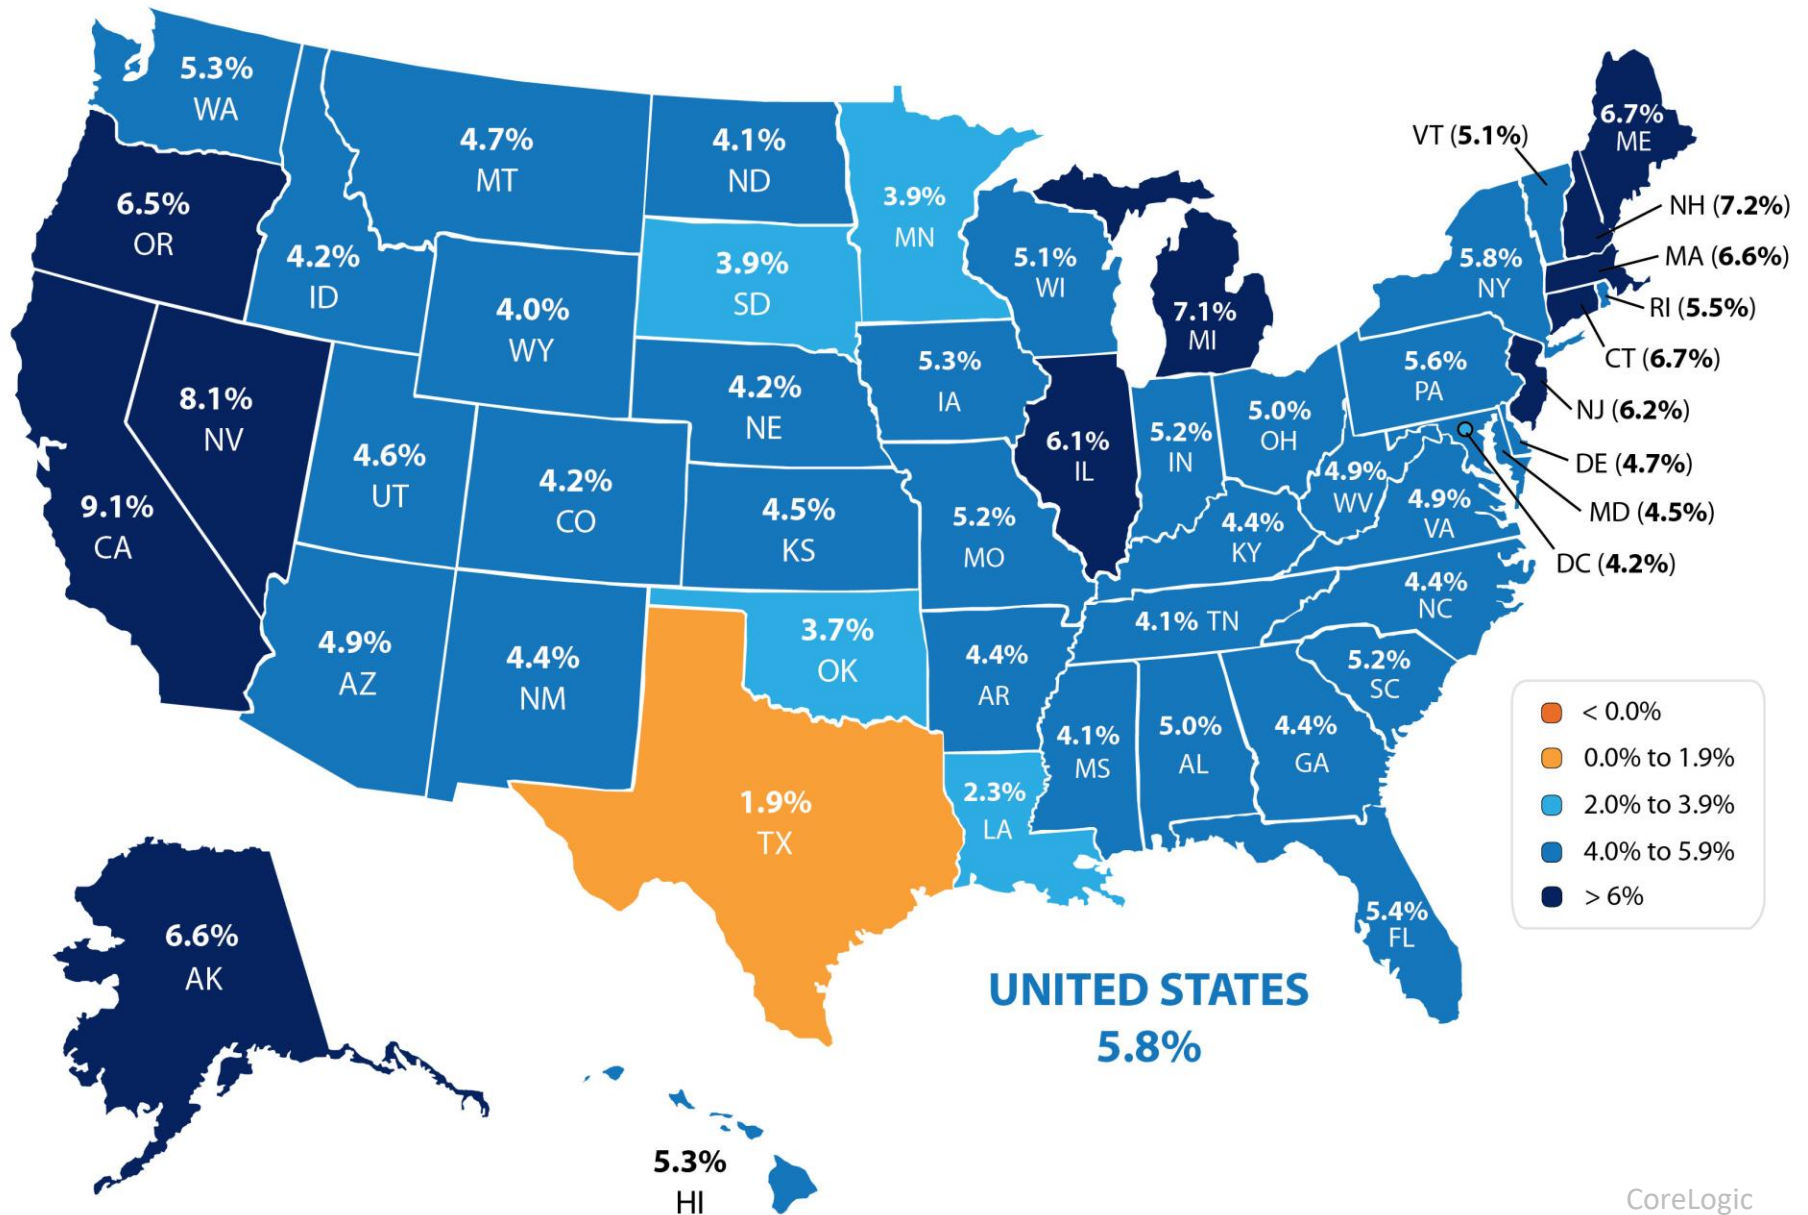 5.3%
WA
6.5%
OR
4.2%
ID
4.7%
MT
4.1%
ND
3.9%
MN
4.0%
WY
3.9%
SD
5.1%
WI
7.1%
MI
8.1%
NV
9.1%
CA
4.6%
UT
4.2%
CO
4.2%
NE
5.3%
IA
6.1%
IL
5.2%
IN
5.0%
OH
5.6%
PA
5.8%
NY
6.7%
ME
VT (5.1%)
NH (7.2%)
MA (6.6%)
RI (5.5%)
CT (6.7%)
NJ (6.2%)
DE (4.7%)
MD (4.5%)
DC (4.2%)
4.5%
KS
5.2%
MO
4.4%
KY
4.9%
WV
4.9%
VA
4.9%
AZ
4.4%
NM
3.7%
OK
4.4%
AR
4.1% TN
4.4%
NC
5.2%
SC
1.9%
TX
2.3%
LA
4.1%
MS
5.0%
AL
4.4%
GA
5.4%
FL
6.6%
AK
5.3%
HI
UNITED STATES
5.8%
< 0.0%
0.0% to 1.9%
2.0% to 3.9%
4.0% to 5.9%
> 6%
CoreLogic